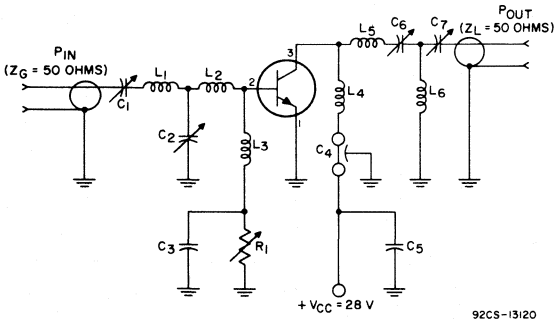 PIN
(ZG = 50 OHMS)
C1
L1
L2
C2
L3
C3
R1
2
3
1
L5
C6
C7
POUT
(ZL = 50 OHMS)
L4
L6
C4
C5
+ VCC = 28 V
92CS-13120